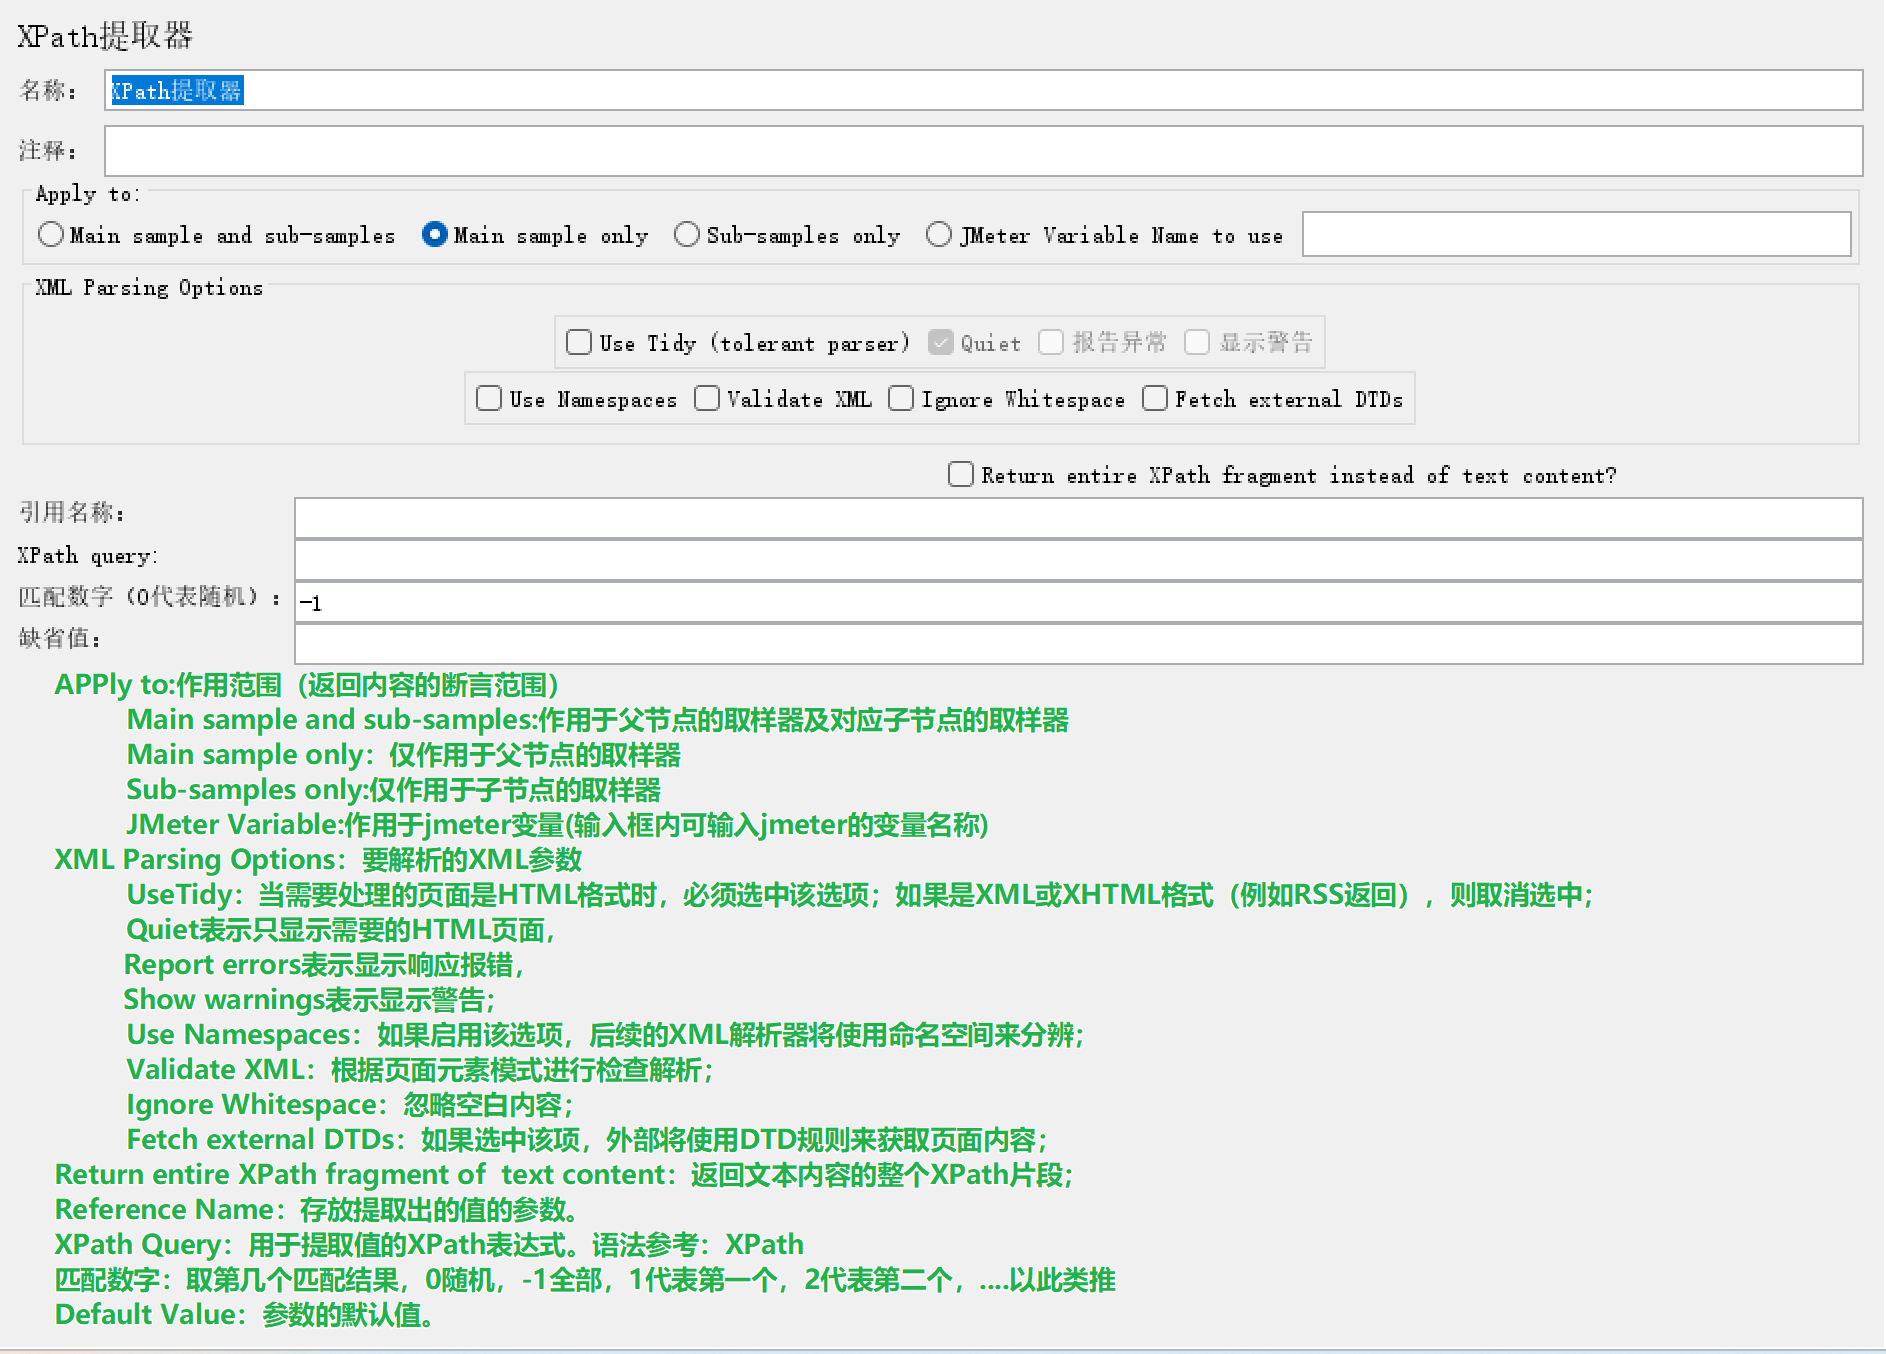 XPath提取器
名称： XPath提取器
注释：
Apply to:
Main sample and sub-samples Main sample only Sub-samples only JMeter Variable Name to use
XML Parsing Options
Use Tidy (tolerant parser) Quiet 报告异常 显示警告
Use Namespaces Validate XML Ignore Whitespace Fetch external DTDs
Return entire XPath fragment instead of text content?
引用名称：
XPath query:
匹配数字（0代表随机）： -1
缺省值：
APPly to:作用范围（返回内容的断言范围）
Main sample and sub-samples:作用于父节点的取样器及对应子节点的取样器
Main sample only：仅作用于父节点的取样器
Sub-samples only:仅作用于子节点的取样器
JMeter Variable:作用于jmeter变量(输入框内可输入jmeter的变量名称)
XML Parsing Options：要解析的XML参数
UseTidy：当需要处理的页面是HTML格式时，必须选中该选项；如果是XML或XHTML格式（例如RSS返回），则取消选中；
Quiet表示只显示需要的HTML页面，
Report errors表示显示响应报错，
Show warnings表示显示警告；
Use Namespaces：如果启用该选项，后续的XML解析器将使用命名空间来分辨；
Validate XML：根据页面元素模式进行检查解析；
Ignore Whitespace：忽略空白内容；
Fetch external DTDs：如果选中该项，外部将使用DTD规则来获取页面内容；
Return entire XPath fragment of text content：返回文本内容的整个XPath片段；
Reference Name：存放提取出的值的参数。
XPath Query：用于提取值的XPath表达式。语法参考：XPath
匹配数字：取第几个匹配结果，0随机，-1全部，1代表第一个，2代表第二个，....以此类推
Default Value：参数的默认值。